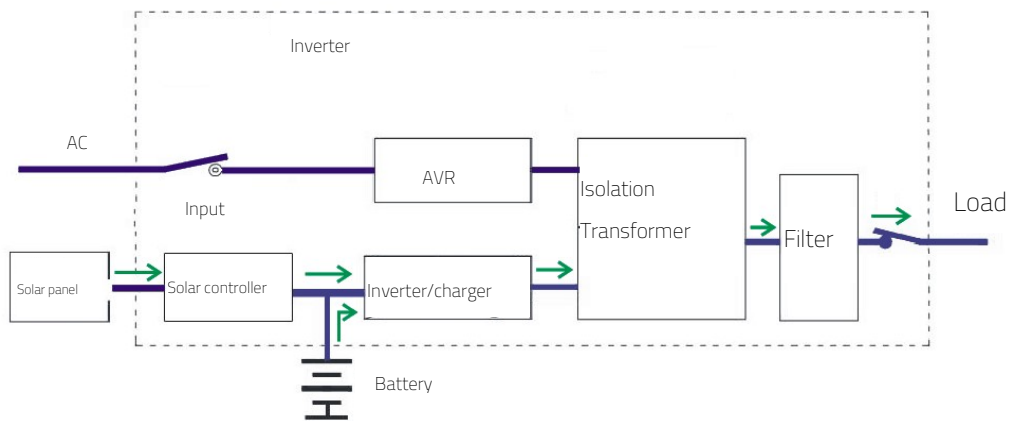 Inverter
AC
AVR
Input
Isolation
Transformer
Filter
Load
Solar panel
Solar controller
Inverter/charger
Battery